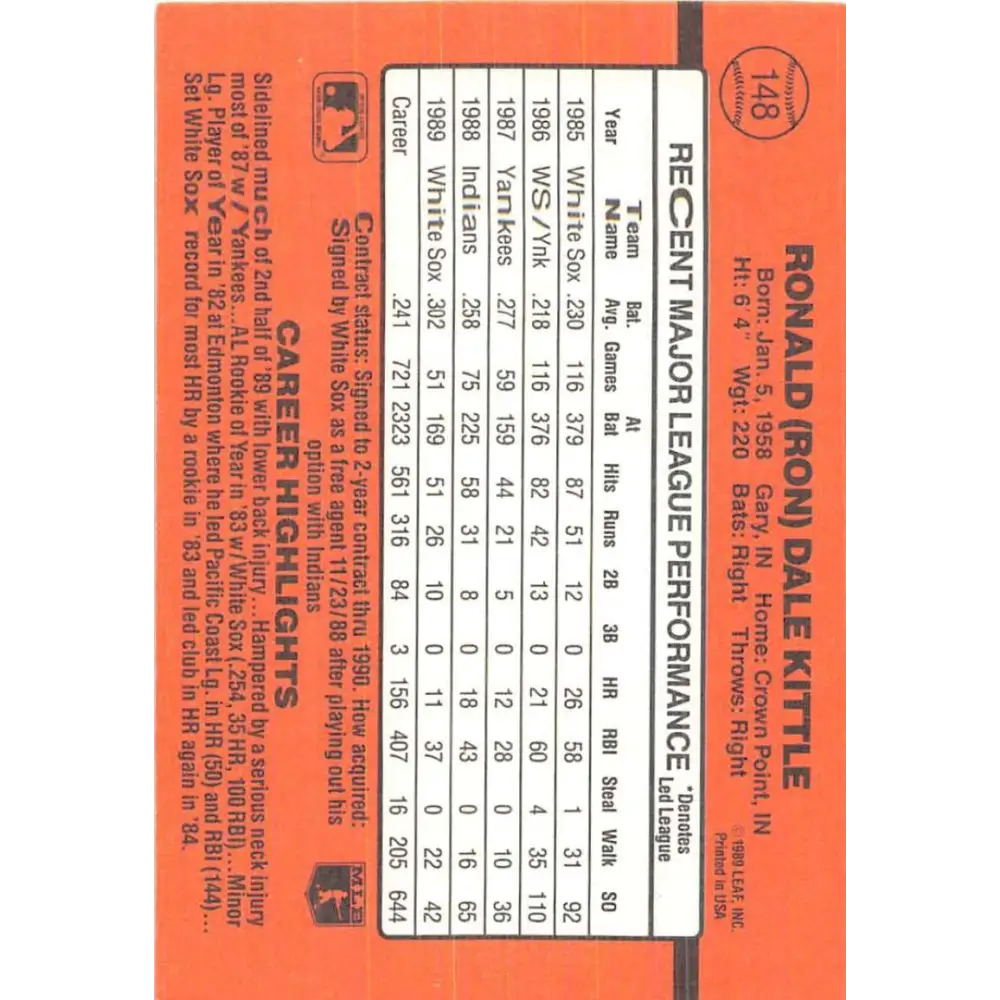 148
RONALD (RON) DALE KITTLE
Born: Jan. 5, 1958 Gary, IN Home: Crown Point, IN
Ht: 6'4" Wgt: 220 Bats: Right Throws: Right
©1989 LEAF, INC.
Printed in USA
RECENT MAJOR LEAGUE PERFORMANCE *Denotes Led League
Year Team Name Bat. Avg. Games At Bat Hits Runs 2B 3B HR RBI Steal Walk SO
1985 White Sox .230 116 379 87 51 12 0 26 58 1 31 92
1986 WS/Ynk .218 116 376 82 42 13 0 21 60 4 35 110
1987 Yankees .277 59 159 44 21 5 0 12 28 0 10 36
1988 Indians .258 75 225 58 31 8 0 18 43 0 16 65
1989 White Sox .302 51 169 51 26 10 0 11 37 0 22 42
Career .241 721 2323 561 316 84 3 156 407 16 205 644
Contract status: Signed to 2-year contract thru 1990. How acquired:
Signed by White Sox as a free agent 11/23/88 after playing out his
option with Indians
MLB
CAREER HIGHLIGHTS
Sidelined much of 2nd half of '89 with lower back injury...Hampered by a serious neck injury
most of '87 w/Yankees...AL Rookie of Year in '83 w/White Sox (.254, 35 HR, 100 RBI)...Minor
Lg. Player of Year in '82 at Edmonton where he led Pacific Coast Lg. in HR (50) and RBI (144)...
Set White Sox record for most HR by a rookie in '83 and led club in HR again in '84.